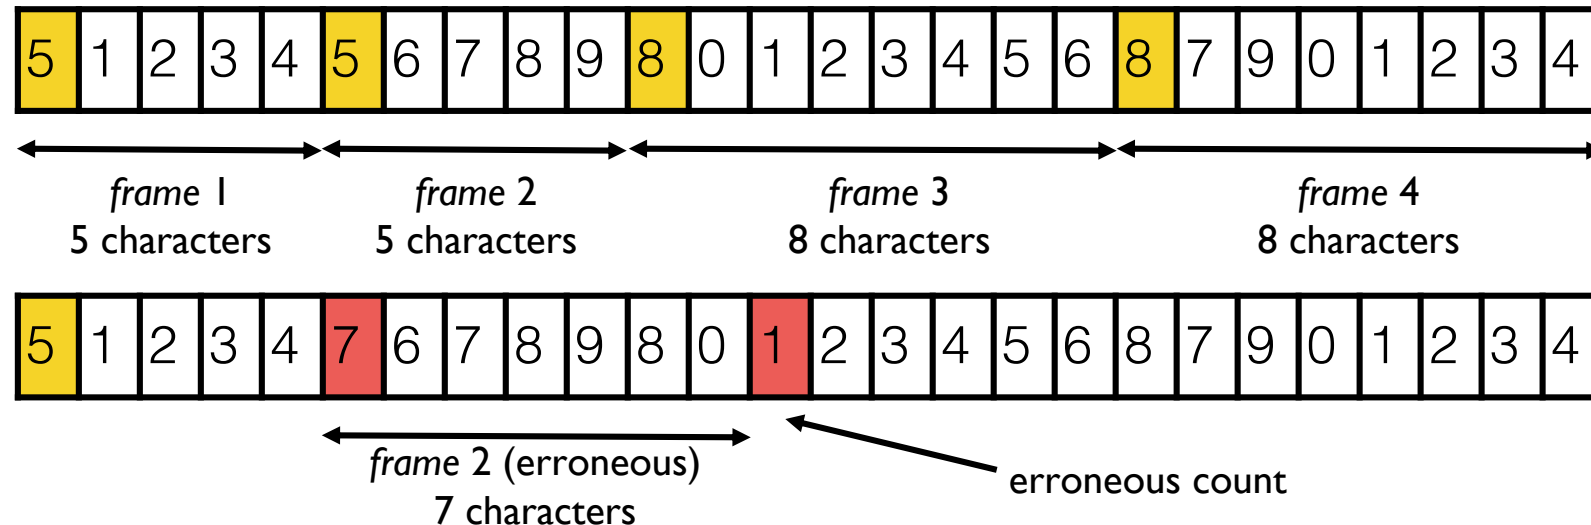 5 1 2 3 4 5 6 7 8 9 8 0 1 2 3 4 5 6 8 7 9 0 1 2 3 4
frame 1 frame 2 frame 3 frame 4
5 characters 5 characters 8 characters 8 characters
5 1 2 3 4 7 6 7 8 9 8 0 1 2 3 4 5 6 8 7 9 0 1 2 3 4
frame 2 (erroneous)
erroneous count
7 characters